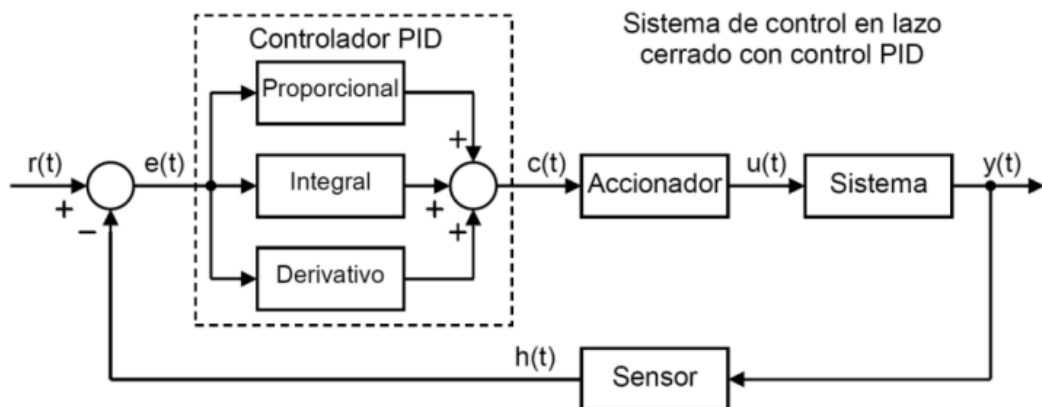 Sistema de control en lazo
cerrado con control PID
Controlador PID
Proporcional
+
r(t)
e(t)
Integral
c(t)
Accionador
u(t)
Sistema
y(t)
+
−
+
+
Derivativo
h(t)
Sensor